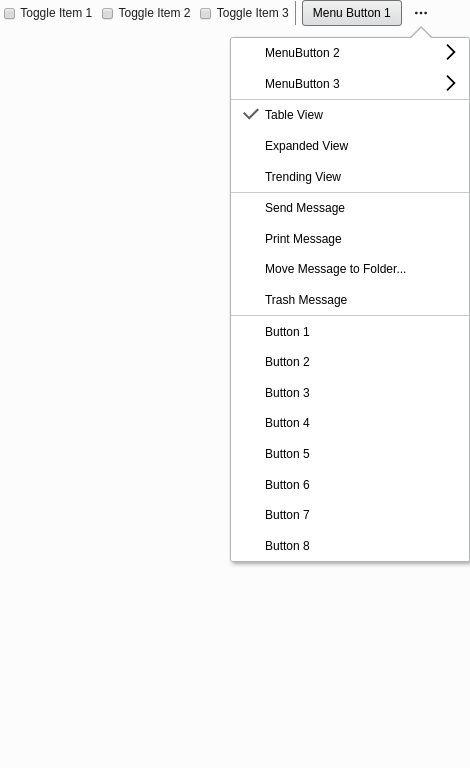 Toggle Item 1 Toggle Item 2 Toggle Item 3 Menu Button 1 ...
MenuButton 2
MenuButton 3
Table View
Expanded View
Trending View
Send Message
Print Message
Move Message to Folder...
Trash Message
Button 1
Button 2
Button 3
Button 4
Button 5
Button 6
Button 7
Button 8